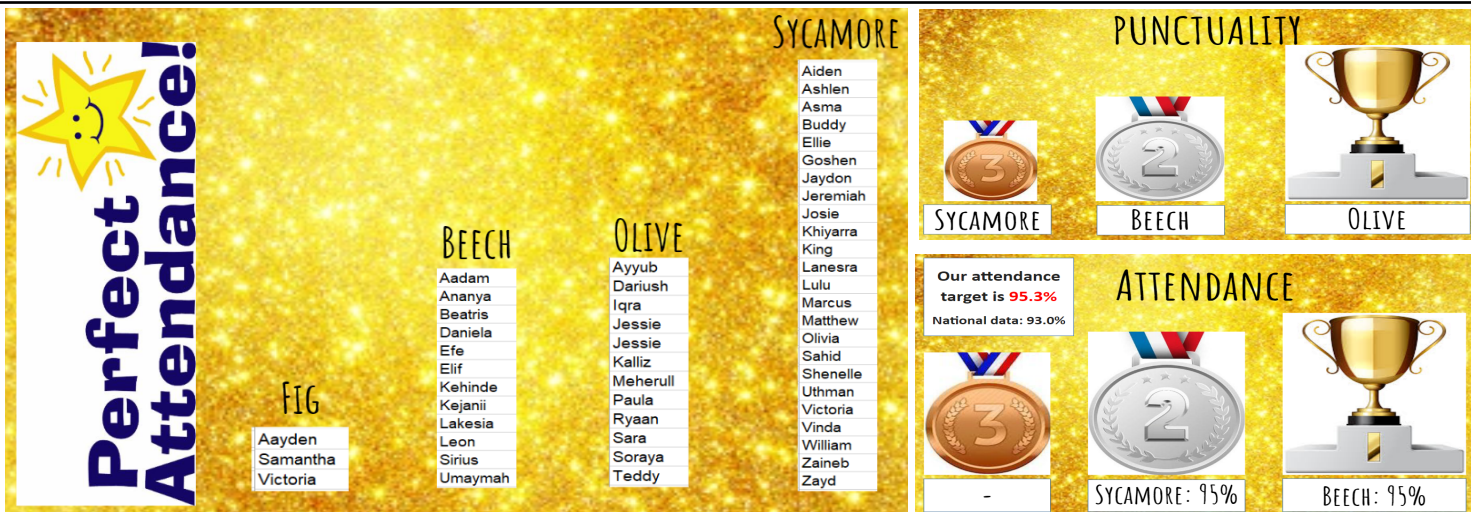 Perfect
Attendance!
FIG
Aayden
Samantha
Victoria
BEECH
Aadam
Ananya
Beatris
Daniela
Efe
Elif
Kehinde
Kejanii
Lakesia
Leon
Sirius
Umaymah
OLIVE
Ayyub
Dariush
Iqra
Jessie
Jessie
Kalliz
Meherull
Paula
Ryaan
Sara
Soraya
Teddy
SYCAMORE
Aiden
Ashlen
Asma
Buddy
Ellie
Goshen
Jaydon
Jeremiah
Josie
Khiyarra
King
Lanesra
Lulu
Marcus
Matthew
Olivia
Sahid
Shenelle
Uthman
Victoria
Vinda
William
Zaineb
Zayd
PUNCTUALITY
3
2
1
SYCAMORE
BEECH
OLIVE
Our attendance
target is 95.3%
National data: 93.0%
ATTENDANCE
3
2
1
-
SYCAMORE: 95%
BEECH: 95%